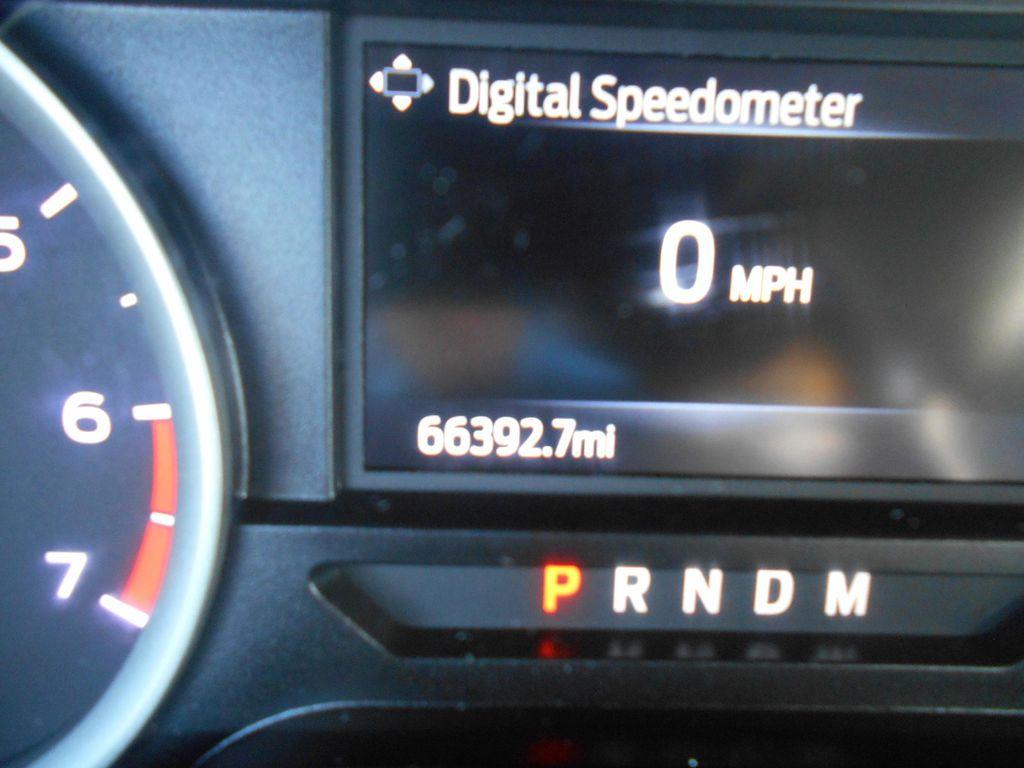 Digital Speedometer
5
0 MPH
6
66392.7mi
7
P R N D M